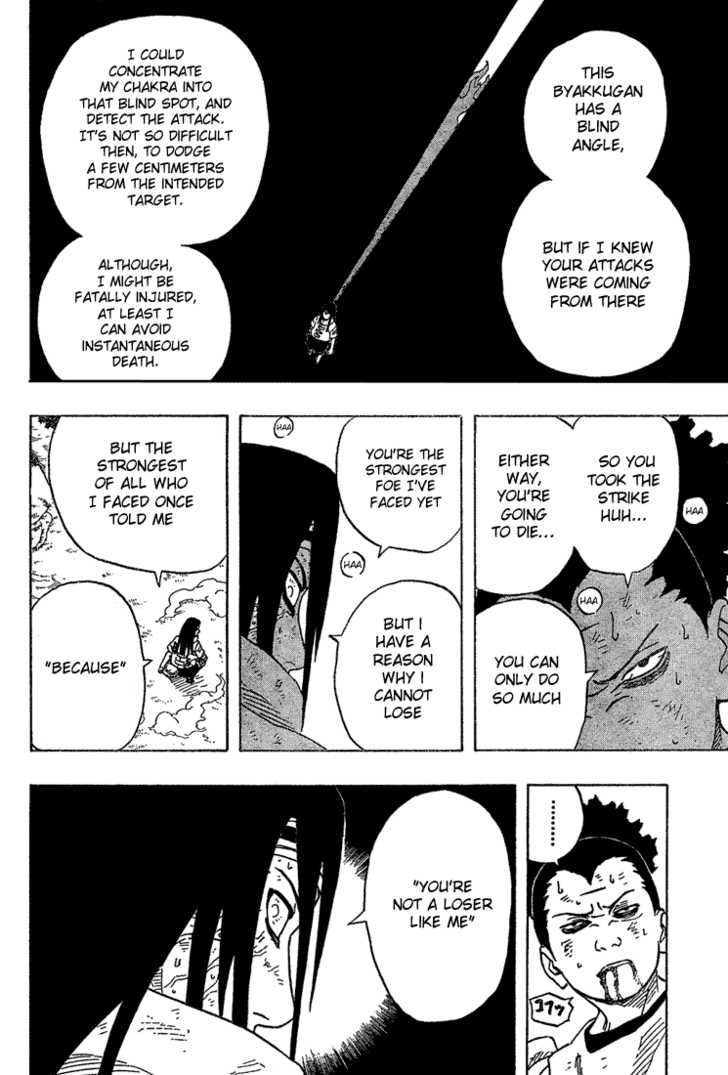 THIS
BYAKKUGAN
HAS A
BLIND
ANGLE,
BUT IF I KNEW
YOUR ATTACKS
WERE COMING
FROM THERE
I COULD
CONCENTRATE
MY CHAKRA INTO
THAT BLIND SPOT, AND
DETECT THE ATTACK.
IT'S NOT SO DIFFICULT
THEN, TO DODGE
A FEW CENTIMETERS
FROM THE INTENDED
TARGET.
ALTHOUGH,
I MIGHT BE
FATALLY INJURED,
AT LEAST I
CAN AVOID
INSTANTANEOUS
DEATH.
HAA
SO YOU
TOOK THE
STRIKE
HUH...
EITHER
WAY,
YOU'RE
GOING
TO DIE...
HAA
YOU CAN
ONLY DO
SO MUCH
HAA
YOU'RE THE
STRONGEST
FOE I'VE
FACED YET
HAA
BUT I
HAVE A
REASON
WHY I
CANNOT
LOSE
BUT THE
STRONGEST
OF ALL WHO
I FACED ONCE
TOLD ME
"BECAUSE"
........
"YOU'RE
NOT A LOSER
LIKE ME"